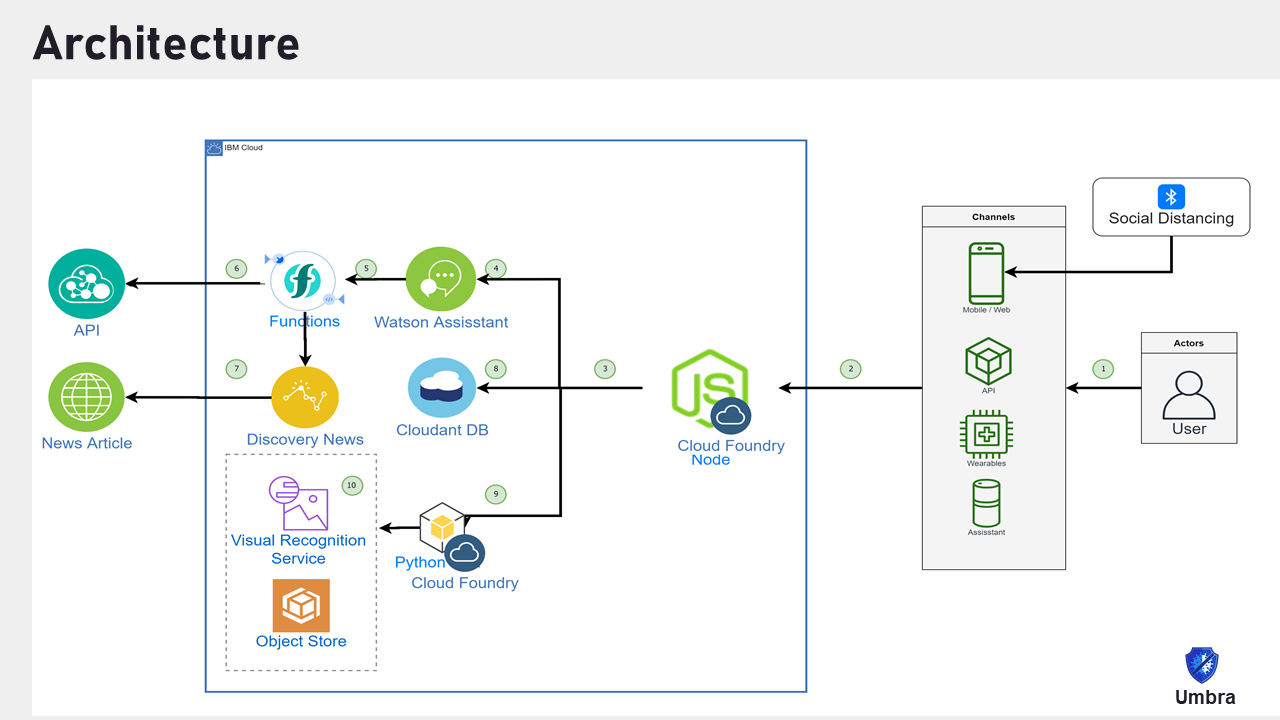 Architecture
IBM Cloud
Social Distancing
Channels
Mobile / Web
API
Wearables
Assisstant
Actors
User
1
2
3
4
5
6
7
8
9
10
API
News Article
Functions
Watson Assisstant
Discovery News
Cloudant DB
JS
Cloud Foundry
Node
Visual Recognition
Service
Object Store
Python
Cloud Foundry
Umbra